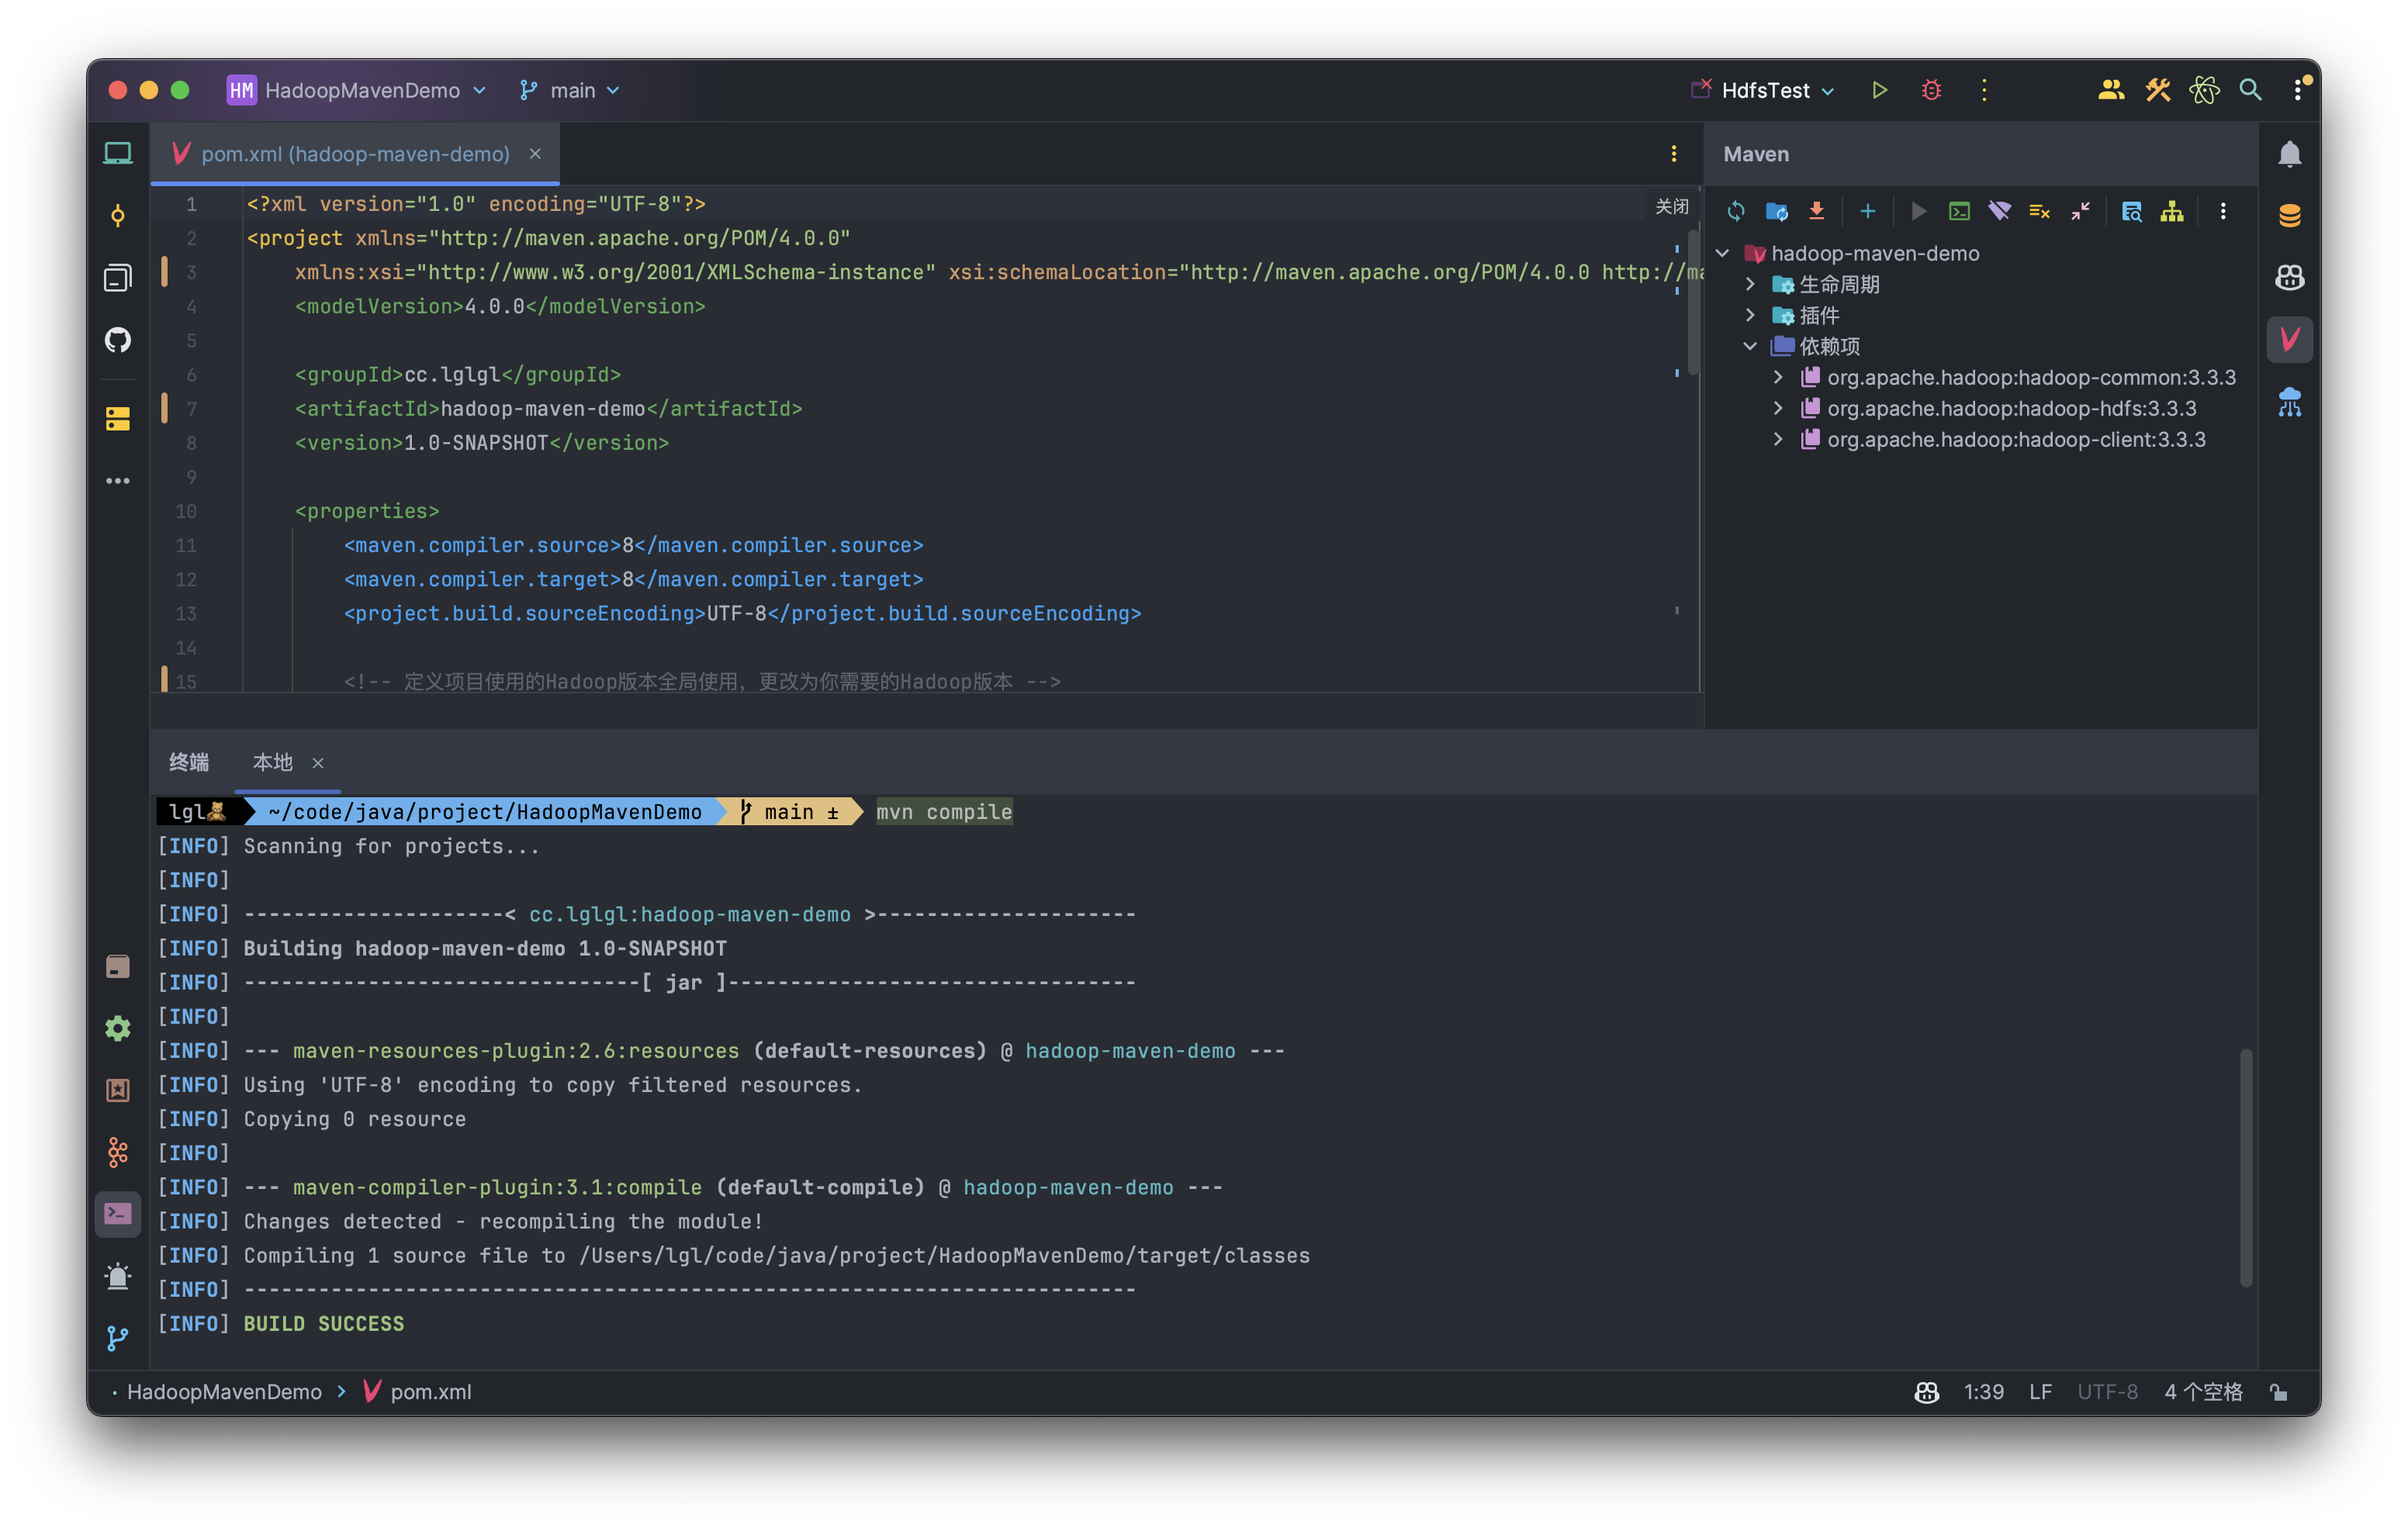 HM HadoopMavenDemo main HdfsTest
pom.xml (hadoop-maven-demo)
关闭
1 <?xml version="1.0" encoding="UTF-8"?>
2 <project xmlns="http://maven.apache.org/POM/4.0.0"
3 xmlns:xsi="http://www.w3.org/2001/XMLSchema-instance" xsi:schemaLocation="http://maven.apache.org/POM/4.0.0 http://ma
4 <modelVersion>4.0.0</modelVersion>
5
6 <groupId>cc.lglgl</groupId>
7 <artifactId>hadoop-maven-demo</artifactId>
8 <version>1.0-SNAPSHOT</version>
9
10 <properties>
11 <maven.compiler.source>8</maven.compiler.source>
12 <maven.compiler.target>8</maven.compiler.target>
13 <project.build.sourceEncoding>UTF-8</project.build.sourceEncoding>
14
15 <!-- 定义项目使用的Hadoop版本全局使用，更改为你需要的Hadoop版本 -->
Maven
hadoop-maven-demo
生命周期
插件
依赖项
org.apache.hadoop:hadoop-common:3.3.3
org.apache.hadoop:hadoop-hdfs:3.3.3
org.apache.hadoop:hadoop-client:3.3.3
终端 本地
lgl🧸 ~/code/java/project/HadoopMavenDemo main ± mvn compile
[INFO] Scanning for projects...
[INFO]
[INFO] ---------------------< cc.lglgl:hadoop-maven-demo >---------------------
[INFO] Building hadoop-maven-demo 1.0-SNAPSHOT
[INFO] --------------------------------[ jar ]---------------------------------
[INFO]
[INFO] --- maven-resources-plugin:2.6:resources (default-resources) @ hadoop-maven-demo ---
[INFO] Using 'UTF-8' encoding to copy filtered resources.
[INFO] Copying 0 resource
[INFO]
[INFO] --- maven-compiler-plugin:3.1:compile (default-compile) @ hadoop-maven-demo ---
[INFO] Changes detected - recompiling the module!
[INFO] Compiling 1 source file to /Users/lgl/code/java/project/HadoopMavenDemo/target/classes
[INFO] ------------------------------------------------------------------------
[INFO] BUILD SUCCESS
HadoopMavenDemo > pom.xml 1:39 LF UTF-8 4 个空格